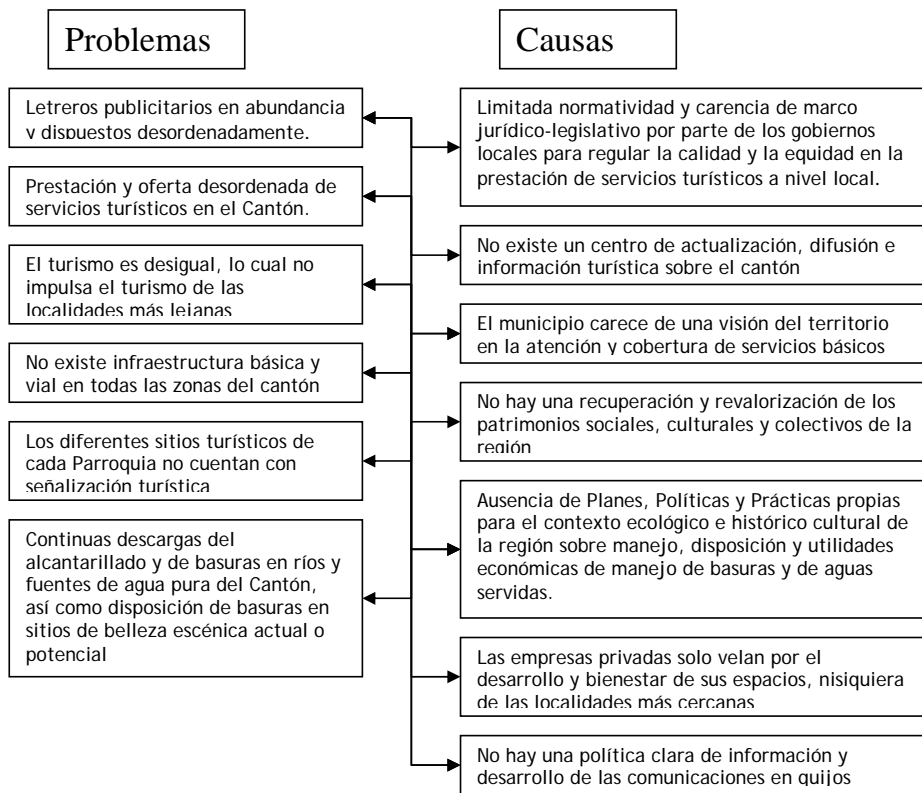 Problemas
Causas
Letreros publicitarios en abundancia
y dispuestos desordenadamente.
Prestación y oferta desordenada de
servicios turísticos en el Cantón.
El turismo es desigual, lo cual no
impulsa el turismo de las
localidades más lejanas
No existe infraestructura básica y
vial en todas las zonas del cantón
Los diferentes sitios turísticos de
cada Parroquia no cuentan con
señalización turística
Continuas descargas del
alcantarillado y de basuras en ríos y
fuentes de agua pura del Cantón,
así como disposición de basuras en
sitios de belleza escénica actual o
potencial
Limitada normatividad y carencia de marco
jurídico-legislativo por parte de los gobiernos
locales para regular la calidad y la equidad en la
prestación de servicios turísticos a nivel local.
No existe un centro de actualización, difusión e
información turística sobre el cantón
El municipio carece de una visión del territorio
en la atención y cobertura de servicios básicos
No hay una recuperación y revalorización de los
patrimonios sociales, culturales y colectivos de la
región
Ausencia de Planes, Políticas y Prácticas propias
para el contexto ecológico e histórico cultural de
la región sobre manejo, disposición y utilidades
económicas de manejo de basuras y de aguas
servidas.
Las empresas privadas solo velan por el
desarrollo y bienestar de sus espacios, nisiquiera
de las localidades más cercanas
No hay una política clara de información y
desarrollo de las comunicaciones en quijos